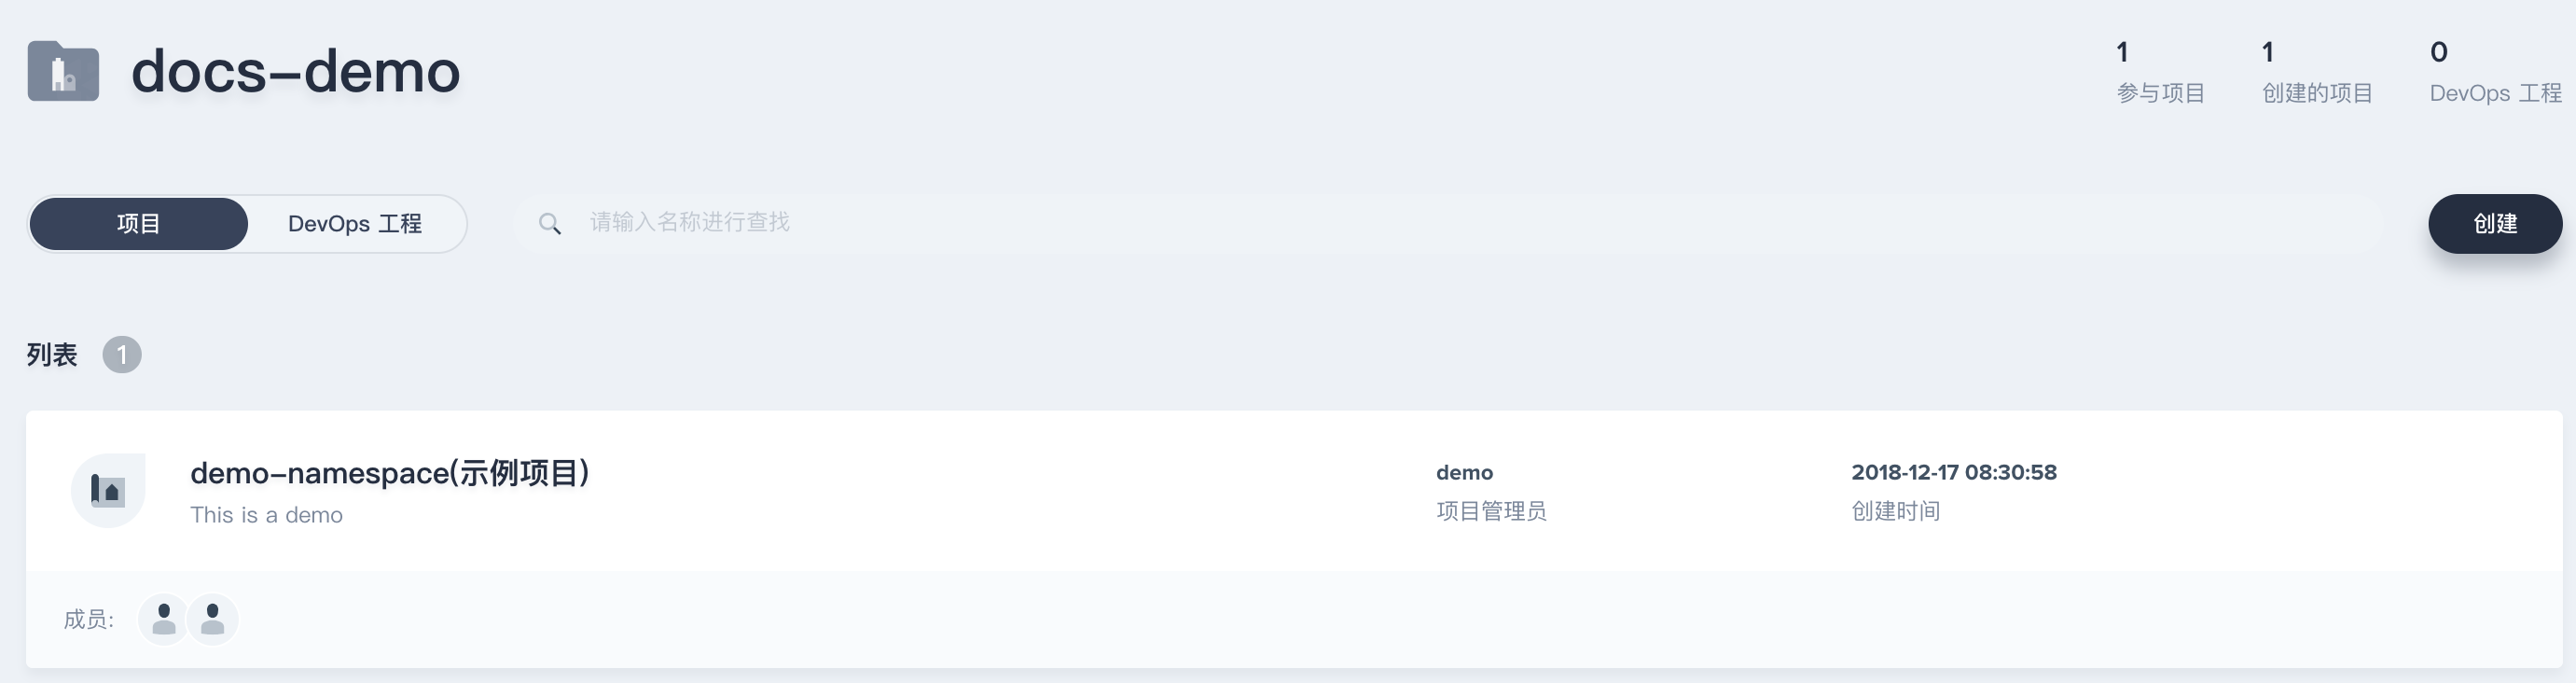 docs-demo
1
参与项目
1
创建的项目
0
DevOps 工程
项目
DevOps 工程
请输入名称进行查找
创建
列表 1
demo-namespace(示例项目)
This is a demo
demo
项目管理员
2018-12-17 08:30:58
创建时间
成员: